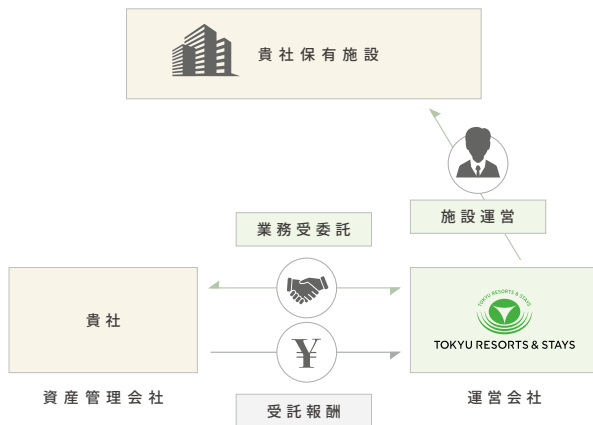 貴社保有施設
施設運営
業務受委託
貴社
¥
TOKYU RESORTS & STAYS
TOKYU RESORTS & STAYS
資産管理会社
運営会社
受託報酬